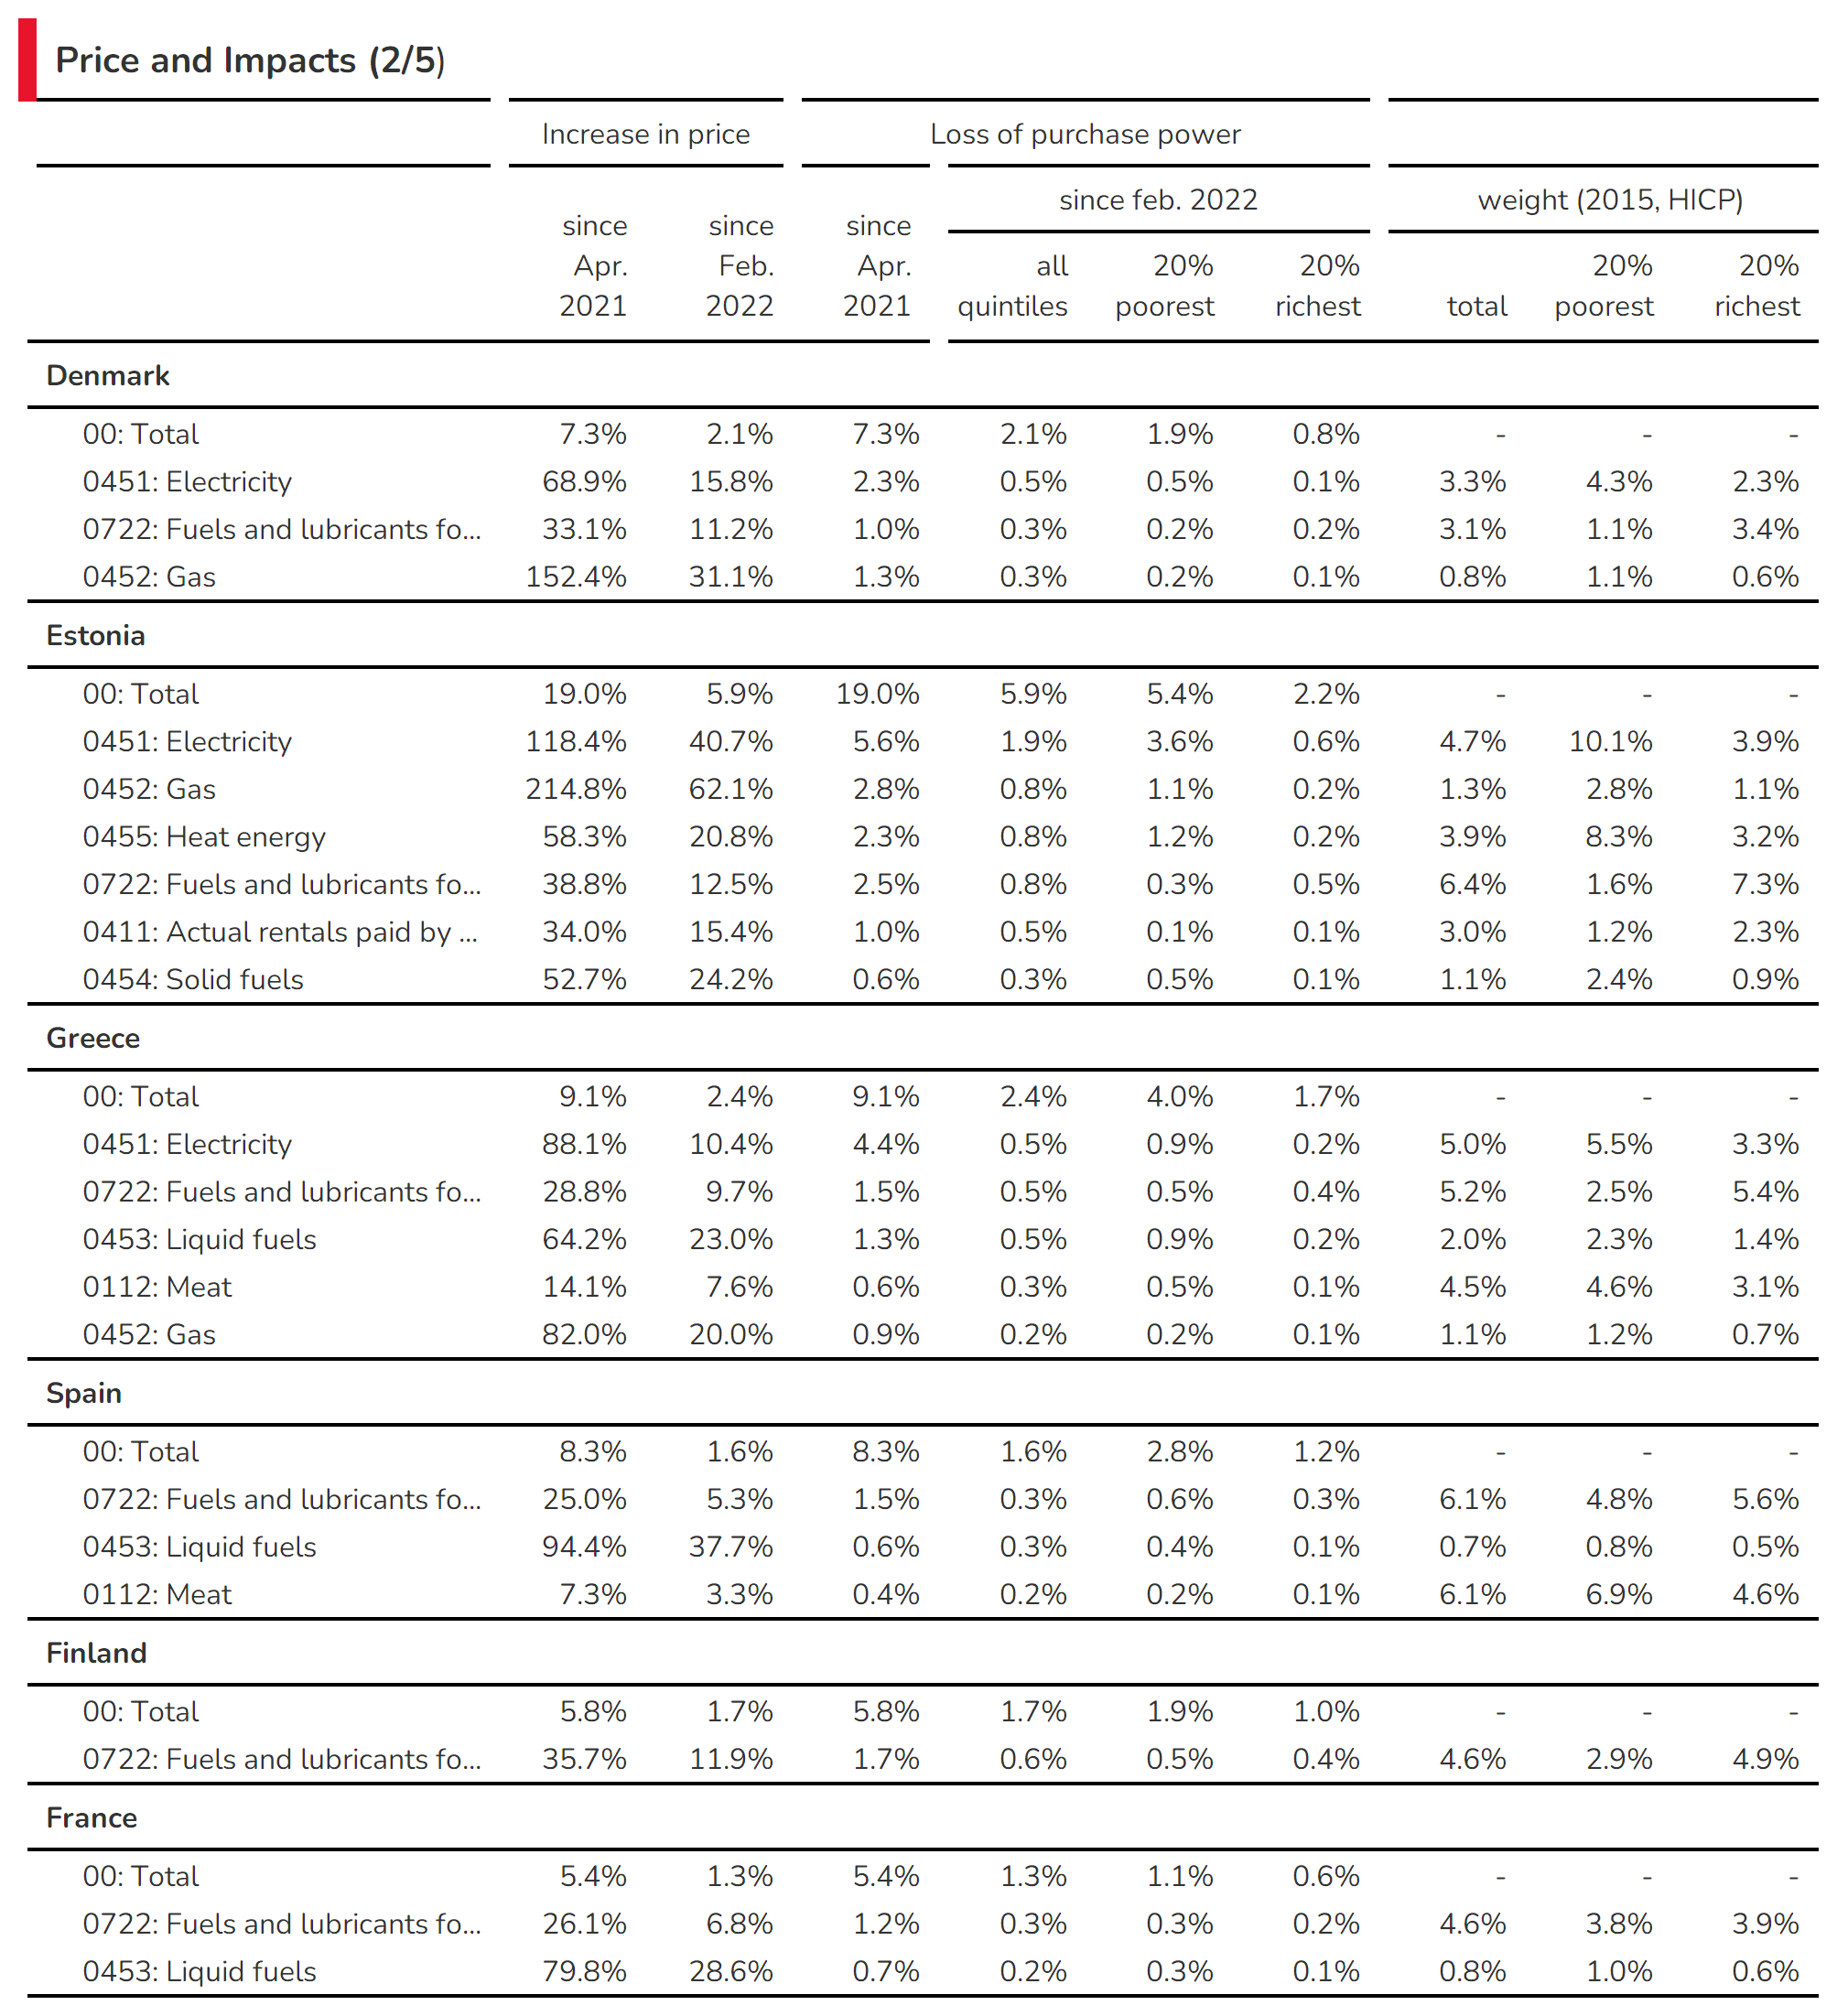 Price and Impacts (2/5)
Increase in price Loss of purchase power
since feb. 2022 weight (2015, HICP)
since since since
Apr. Feb. Apr. all 20% 20% 20% 20%
2021 2022 2021 quintiles poorest richest total poorest richest
Denmark
00: Total 7.3% 2.1% 7.3% 2.1% 1.9% 0.8% - - -
0451: Electricity 68.9% 15.8% 2.3% 0.5% 0.5% 0.1% 3.3% 4.3% 2.3%
0722: Fuels and lubricants fo... 33.1% 11.2% 1.0% 0.3% 0.2% 0.2% 3.1% 1.1% 3.4%
0452: Gas 152.4% 31.1% 1.3% 0.3% 0.2% 0.1% 0.8% 1.1% 0.6%
Estonia
00: Total 19.0% 5.9% 19.0% 5.9% 5.4% 2.2% - - -
0451: Electricity 118.4% 40.7% 5.6% 1.9% 3.6% 0.6% 4.7% 10.1% 3.9%
0452: Gas 214.8% 62.1% 2.8% 0.8% 1.1% 0.2% 1.3% 2.8% 1.1%
0455: Heat energy 58.3% 20.8% 2.3% 0.8% 1.2% 0.2% 3.9% 8.3% 3.2%
0722: Fuels and lubricants fo... 38.8% 12.5% 2.5% 0.8% 0.3% 0.5% 6.4% 1.6% 7.3%
0411: Actual rentals paid by ... 34.0% 15.4% 1.0% 0.5% 0.1% 0.1% 3.0% 1.2% 2.3%
0454: Solid fuels 52.7% 24.2% 0.6% 0.3% 0.5% 0.1% 1.1% 2.4% 0.9%
Greece
00: Total 9.1% 2.4% 9.1% 2.4% 4.0% 1.7% - - -
0451: Electricity 88.1% 10.4% 4.4% 0.5% 0.9% 0.2% 5.0% 5.5% 3.3%
0722: Fuels and lubricants fo... 28.8% 9.7% 1.5% 0.5% 0.5% 0.4% 5.2% 2.5% 5.4%
0453: Liquid fuels 64.2% 23.0% 1.3% 0.5% 0.9% 0.2% 2.0% 2.3% 1.4%
0112: Meat 14.1% 7.6% 0.6% 0.3% 0.5% 0.1% 4.5% 4.6% 3.1%
0452: Gas 82.0% 20.0% 0.9% 0.2% 0.2% 0.1% 1.1% 1.2% 0.7%
Spain
00: Total 8.3% 1.6% 8.3% 1.6% 2.8% 1.2% - - -
0722: Fuels and lubricants fo... 25.0% 5.3% 1.5% 0.3% 0.6% 0.3% 6.1% 4.8% 5.6%
0453: Liquid fuels 94.4% 37.7% 0.6% 0.3% 0.4% 0.1% 0.7% 0.8% 0.5%
0112: Meat 7.3% 3.3% 0.4% 0.2% 0.2% 0.1% 6.1% 6.9% 4.6%
Finland
00: Total 5.8% 1.7% 5.8% 1.7% 1.9% 1.0% - - -
0722: Fuels and lubricants fo... 35.7% 11.9% 1.7% 0.6% 0.5% 0.4% 4.6% 2.9% 4.9%
France
00: Total 5.4% 1.3% 5.4% 1.3% 1.1% 0.6% - - -
0722: Fuels and lubricants fo... 26.1% 6.8% 1.2% 0.3% 0.3% 0.2% 4.6% 3.8% 3.9%
0453: Liquid fuels 79.8% 28.6% 0.7% 0.2% 0.3% 0.1% 0.8% 1.0% 0.6%